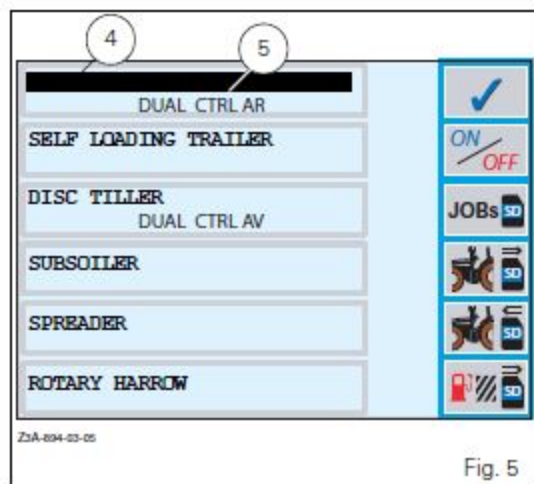 4
5
DUAL CTRL AR
SELF LOADING TRAILER
DISC TILLER
DUAL CTRL AV
SUBSOILER
SPREADER
ROTARY HARROW
ON
OFF
JOBs SD
SD
SD
SD
Z3A-894-03-05
Fig. 5